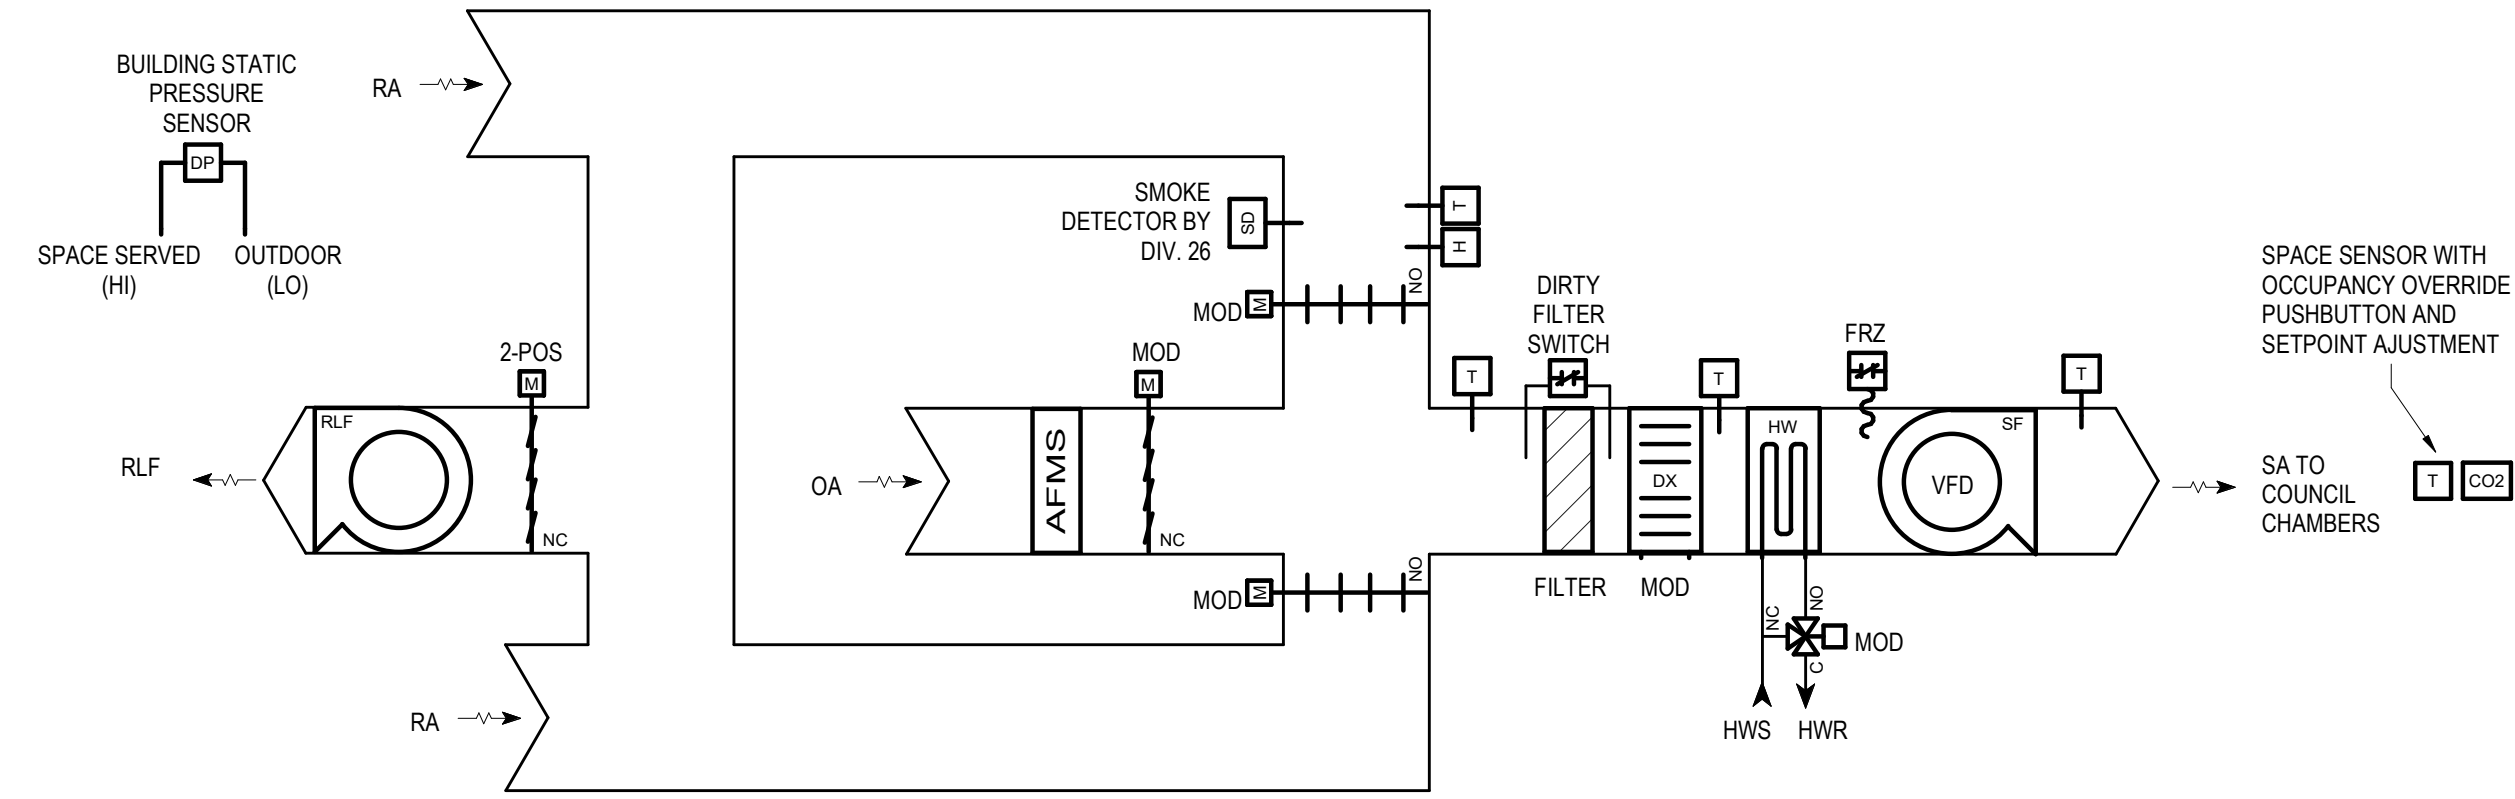 BUILDING STATIC
PRESSURE
SENSOR
DP
SPACE SERVED
(HI)
OUTDOOR
(LO)
RA
SMOKE
DETECTOR BY
DIV. 26
SD
T
H
NO
MOD
M
2-POS
M
RLF
NC
RLF
MOD
M
OA
AFMS
NC
T
DIRTY
FILTER
SWITCH
T
FRZ
T
DX
HW
SF
VFD
FILTER
MOD
SPACE SENSOR WITH
OCCUPANCY OVERRIDE
PUSHBUTTON AND
SETPOINT AJUSTMENT
SA TO
COUNCIL
CHAMBERS
T
CO2
MOD
M
NO
NC
NO
C
MOD
HWS
HWR
RA